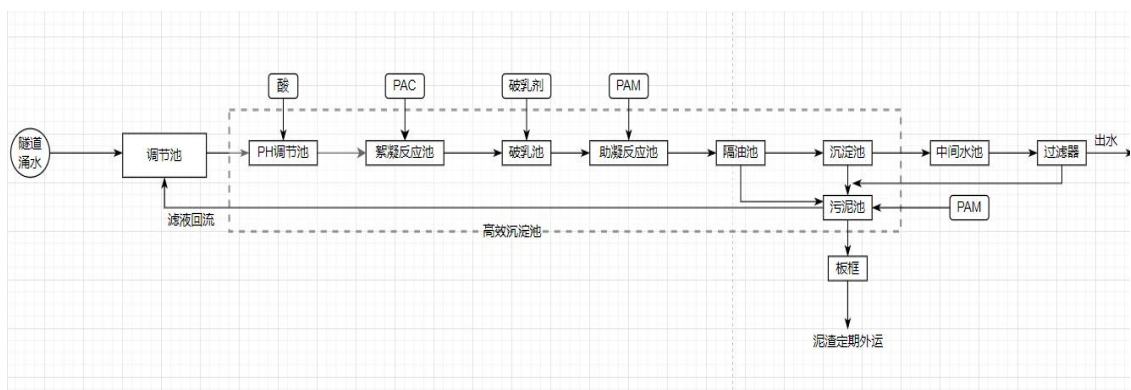 酸
PAC
破乳剂
PAM
隧道
涌水
调节池
PH调节池
絮凝反应池
破乳池
助凝反应池
隔油池
沉淀池
中间水池
过滤器
出水
滤液回流
污泥池
PAM
高效沉淀池
板框
泥渣定期外运